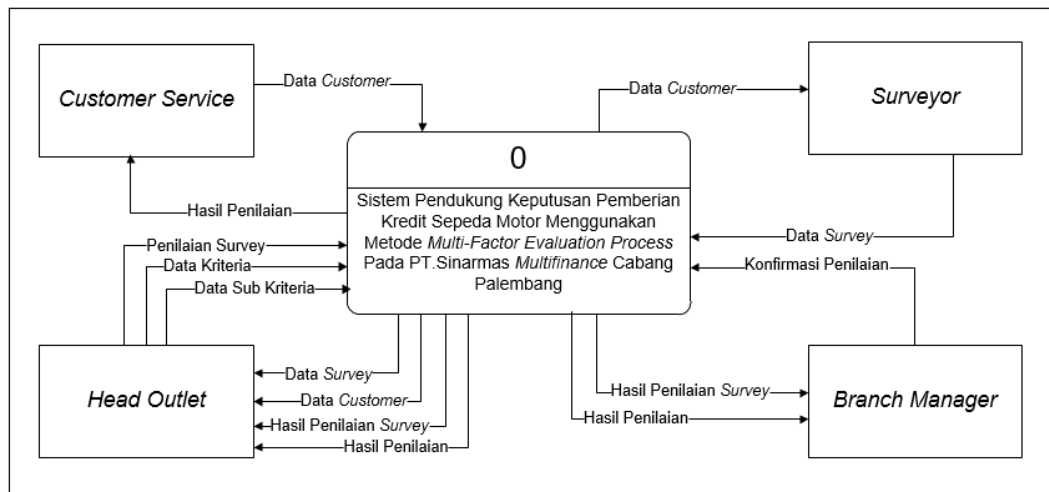 Customer Service
Data Customer
Data Customer
Surveyor
0
Sistem Pendukung Keputusan Pemberian
Kredit Sepeda Motor Menggunakan
Metode Multi-Factor Evaluation Process
Pada PT.Sinarmas Multifinance Cabang
Palembang
Hasil Penilaian
Penilaian Survey
Data Kriteria
Data Sub Kriteria
Data Survey
Konfirmasi Penilaian
Head Outlet
Data Survey
Data Customer
Hasil Penilaian Survey
Hasil Penilaian
Hasil Penilaian Survey
Hasil Penilaian
Branch Manager